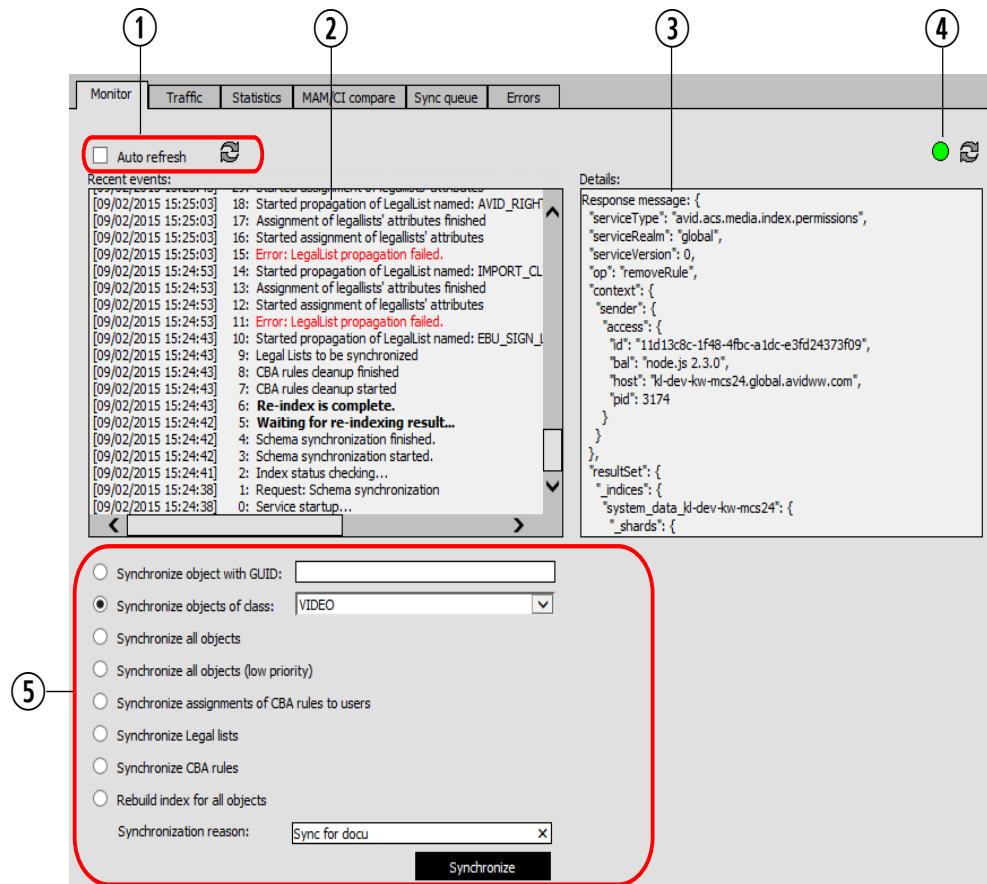 1 2 3 4
Monitor Traffic Statistics MAM/CI compare Sync queue Errors
Auto refresh
Recent events:
[09/02/2015 15:25:03] 18: Started propagation of LegalList named: AVID_RIGHT
[09/02/2015 15:25:03] 17: Assignment of legallists' attributes finished
[09/02/2015 15:25:03] 16: Started assignment of legallists' attributes
[09/02/2015 15:25:03] 15: Error: LegalList propagation failed.
[09/02/2015 15:24:53] 14: Started propagation of LegalList named: IMPORT_CL
[09/02/2015 15:24:53] 13: Assignment of legallists' attributes finished
[09/02/2015 15:24:53] 12: Started assignment of legallists' attributes
[09/02/2015 15:24:53] 11: Error: LegalList propagation failed.
[09/02/2015 15:24:43] 10: Started propagation of LegalList named: EBU_SIGN_L
[09/02/2015 15:24:43] 9: Legal Lists to be synchronized
[09/02/2015 15:24:43] 8: CBA rules cleanup finished
[09/02/2015 15:24:43] 7: CBA rules cleanup started
[09/02/2015 15:24:43] 6: Re-index is complete.
[09/02/2015 15:24:42] 5: Waiting for re-indexing result...
[09/02/2015 15:24:42] 4: Schema synchronization finished.
[09/02/2015 15:24:42] 3: Schema synchronization started.
[09/02/2015 15:24:41] 2: Index status checking...
[09/02/2015 15:24:38] 1: Request: Schema synchronization
[09/02/2015 15:24:38] 0: Service startup...
Details:
Response message: {
"serviceType": "avid.acs.media.index.permissions",
"serviceRealm": "global",
"serviceVersion": 0,
"op": "removeRule",
"context": {
"sender": {
"access": {
"id": "11d13c8c-1f48-4fbc-a1dc-e3fd24373f09",
"bal": "node.js 2.3.0",
"host": "kl-dev-kw-mcs24.global.avidww.com",
"pid": 3174
}
}
},
"resultSet": {
"_indices": {
"system_data_kl-dev-kw-mcs24": {
"_shards": {
5
Synchronize object with GUID:
Synchronize objects of class: VIDEO
Synchronize all objects
Synchronize all objects (low priority)
Synchronize assignments of CBA rules to users
Synchronize Legal lists
Synchronize CBA rules
Rebuild index for all objects
Synchronization reason: Sync for docu x
Synchronize